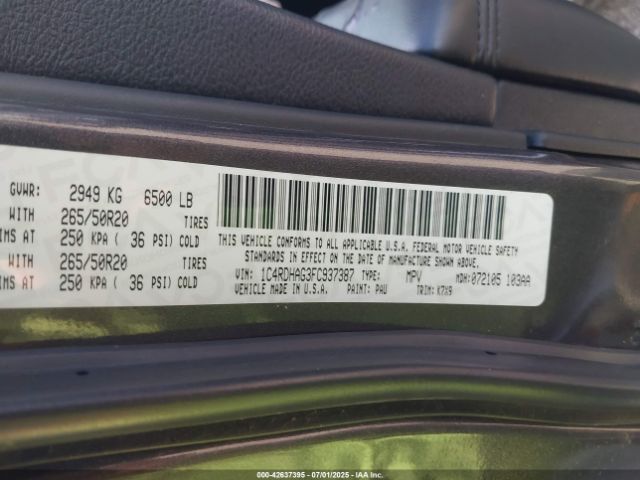 GVWR: 2949 KG 6500 LB
WITH 265/50R20 TIRES
IMS AT 250 KPA ( 36 PSI) COLD
WITH 265/50R20 TIRES
IMS AT 250 KPA ( 36 PSI) COLD
THIS VEHICLE CONFORMS TO ALL APPLICABLE U.S.A. FEDERAL MOTOR VEHICLE SAFETY
STANDARDS IN EFFECT ON THE DATE OF MANUFACTURE SHOWN ABOVE.
VIN: 1C4RDHAG3FC937387 TYPE: MPV MDH:072105 103AA
VEHICLE MADE IN U.S.A. PAINT: PAU TRIM: K7X9
000-42637395 - 07/01/2025 - IAAI.COM